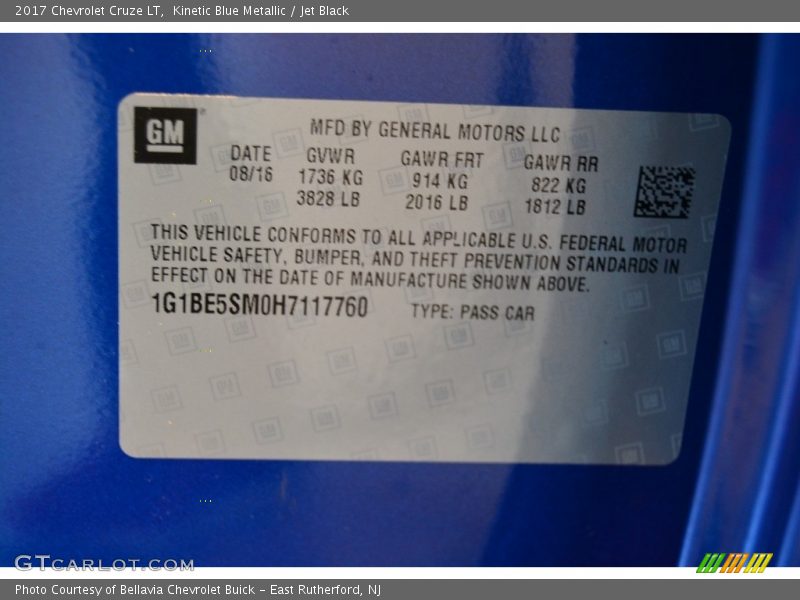 2017 Chevrolet Cruze LT, Kinetic Blue Metallic / Jet Black
GM
MFD BY GENERAL MOTORS LLC
DATE GVWR GAWR FRT GAWR RR
08/16 1736 KG 914 KG 822 KG
3828 LB 2016 LB 1812 LB
THIS VEHICLE CONFORMS TO ALL APPLICABLE U.S. FEDERAL MOTOR
VEHICLE SAFETY, BUMPER, AND THEFT PREVENTION STANDARDS IN
EFFECT ON THE DATE OF MANUFACTURE SHOWN ABOVE.
1G1BE5SM0H7117760 TYPE: PASS CAR
GTCARLOT.COM
Photo Courtesy of Bellavia Chevrolet Buick – East Rutherford, NJ